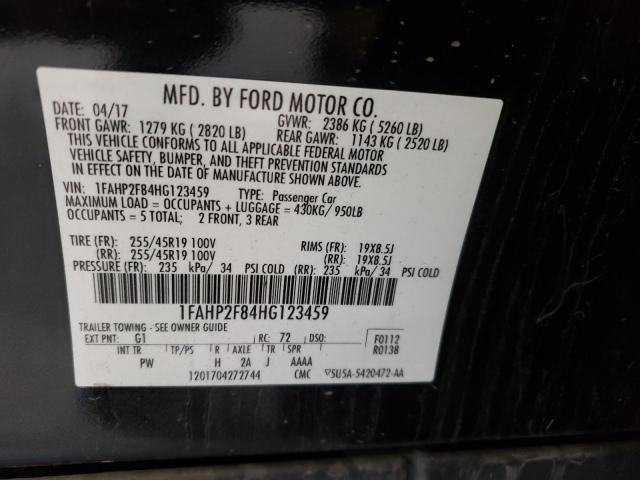 MFD. BY FORD MOTOR CO.
DATE: 04/17 GVWR: 2386 KG ( 5260 LB)
FRONT GAWR: 1279 KG ( 2820 LB) REAR GAWR: 1143 KG ( 2520 LB)
THIS VEHICLE CONFORMS TO ALL APPLICABLE FEDERAL MOTOR
VEHICLE SAFETY, BUMPER, AND THEFT PREVENTION STANDARDS
IN EFFECT ON THE DATE OF MANUFACTURE SHOWN ABOVE.
VIN: 1FAHP2F84HG123459 TYPE: Passenger Car
MAXIMUM LOAD = OCCUPANTS + LUGGAGE = 430KG/ 950LB
OCCUPANTS = 5 TOTAL; 2 FRONT, 3 REAR
TIRE (FR): 255/45R19 100V RIMS (FR): 19X8.5J
(RR): 255/45R19 100V (RR): 19X8.5J
PRESSURE (FR): 235 kPa/ 34 PSI COLD (RR): 235 kPa/ 34 PSI COLD
1FAHP2F84HG123459
TRAILER TOWING - SEE OWNER GUIDE
EXT PNT: G1 RC: 72 DSO: F0112
INT TR TP/PS R AXLE TR SPR R0138
PW H 2A J AAAA
1201704272744 CMC ▽5U5A-5420472-AA